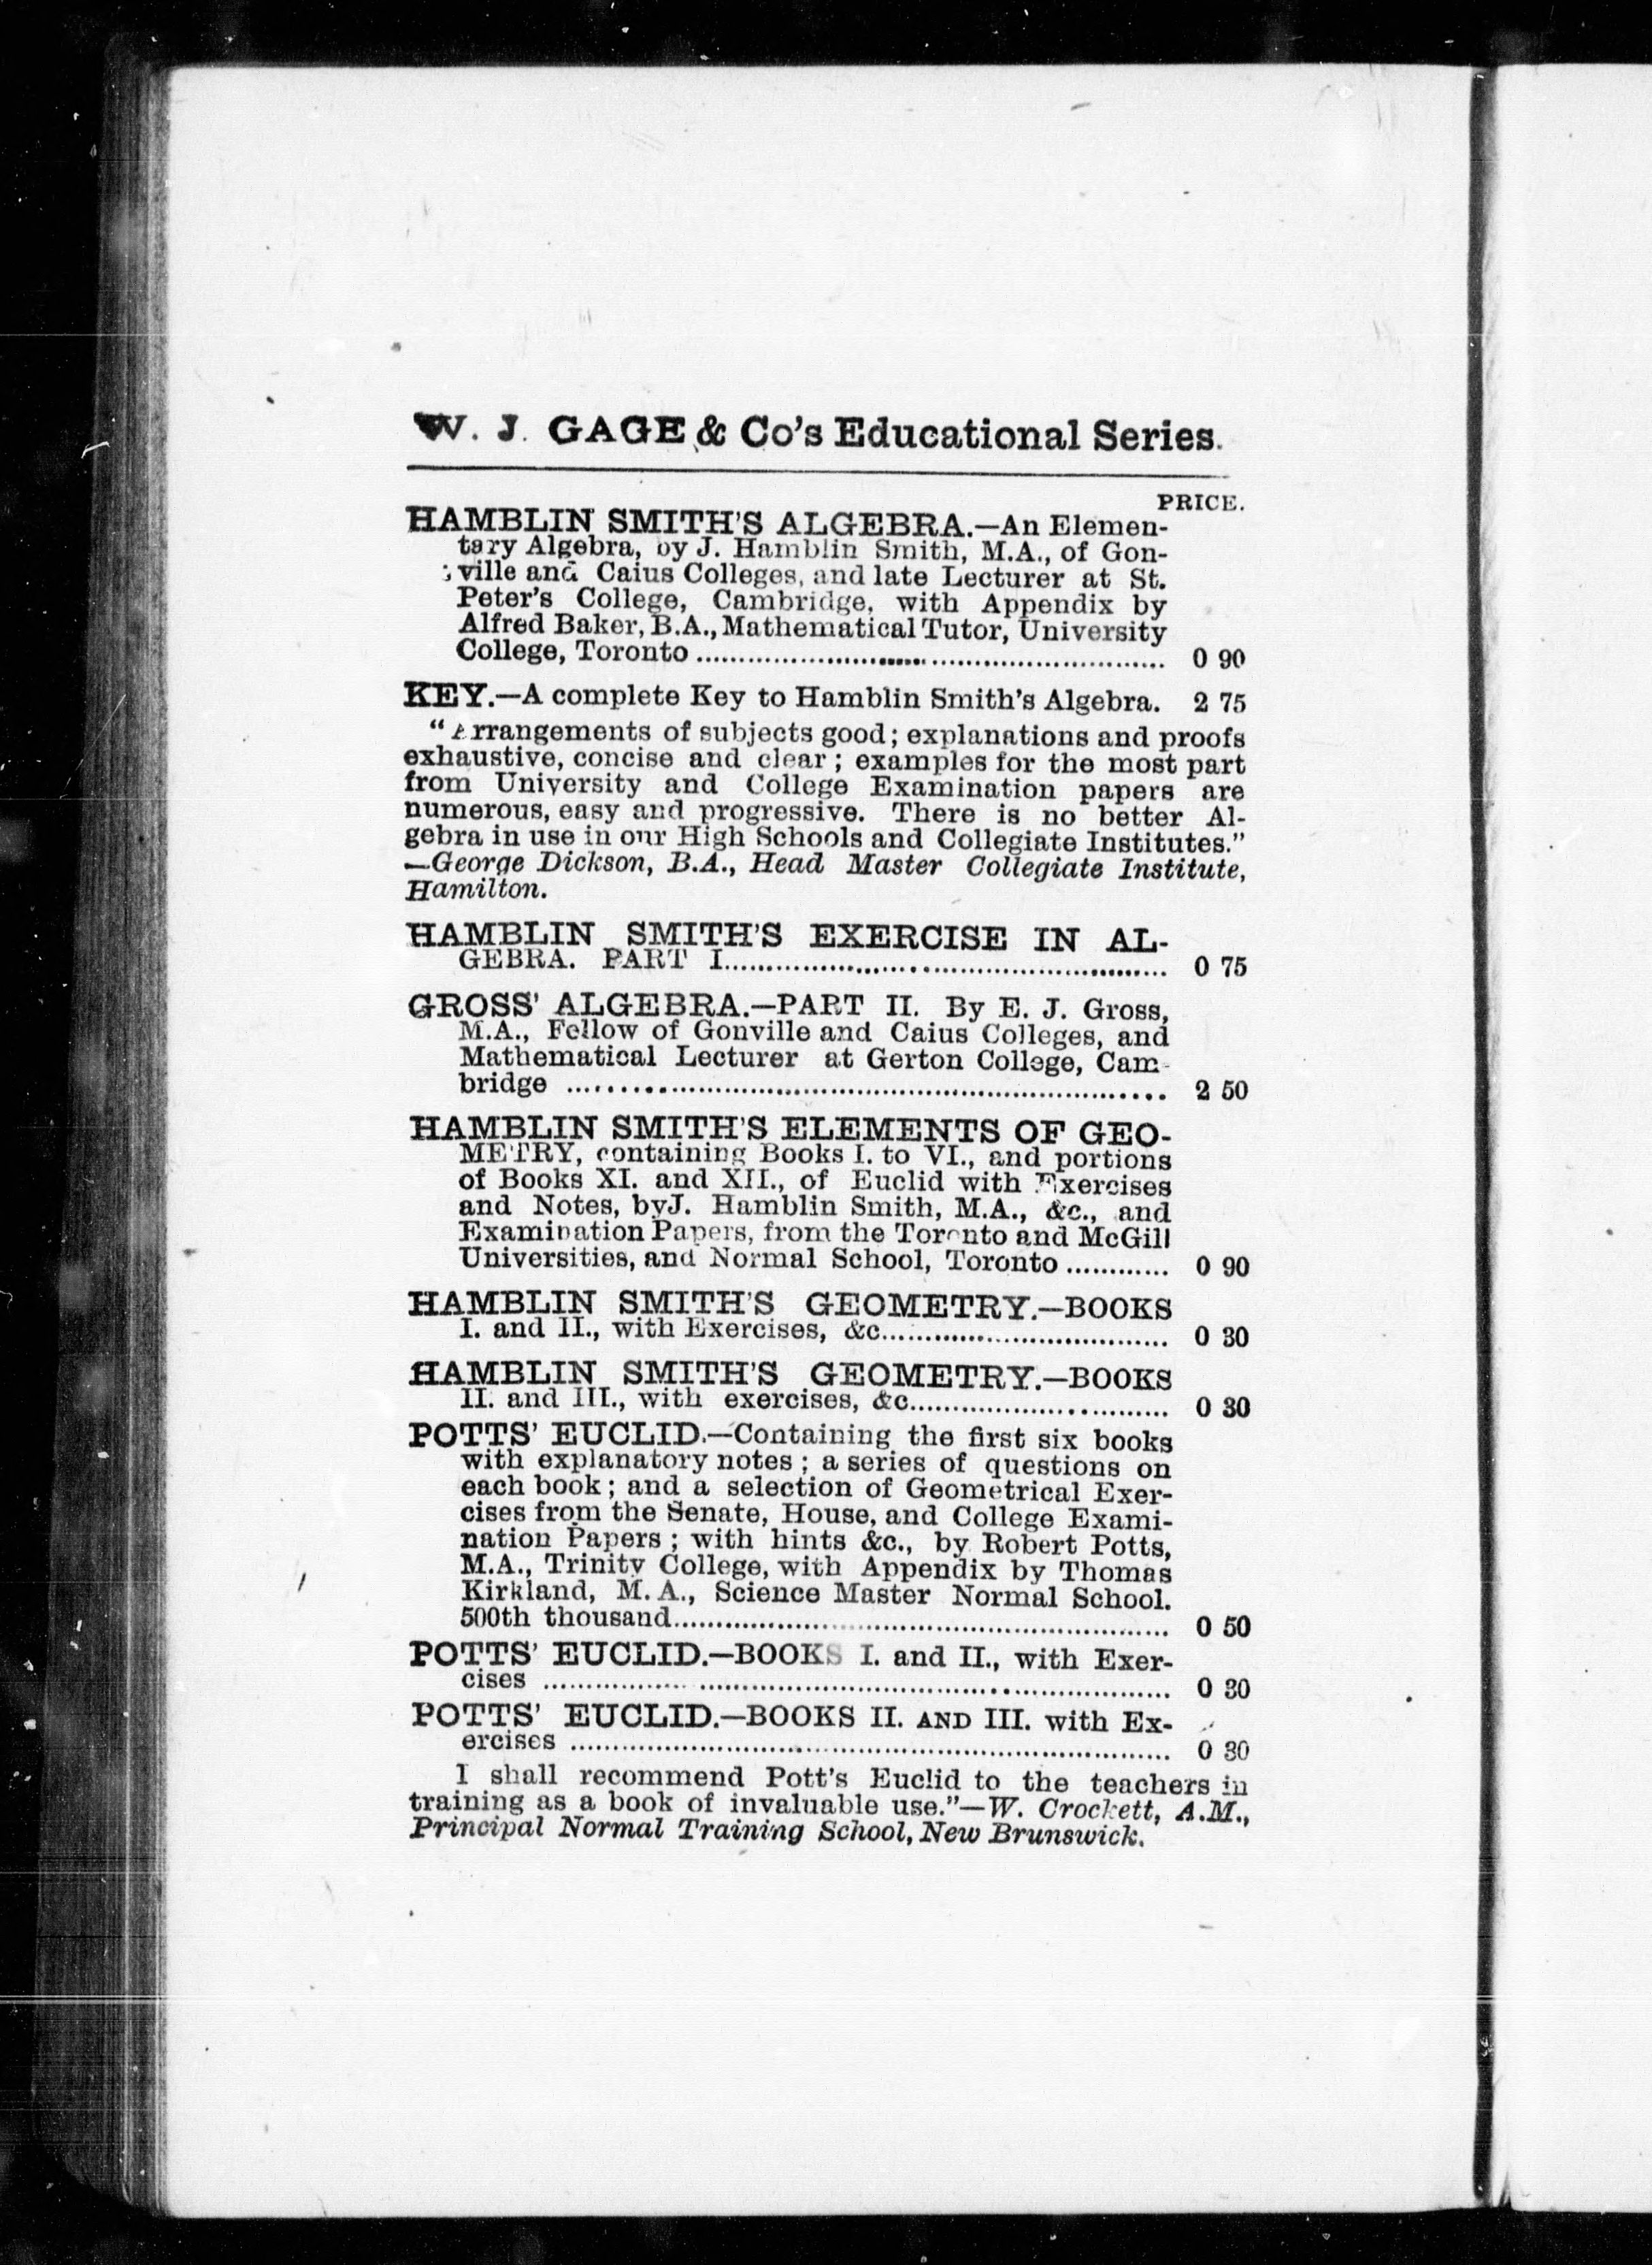 W. J. GAGE & Co's Educational Series.
PRICE.
HAMBLIN SMITH'S ALGEBRA.—An Elemen-
tary Algebra, by J. Hamblin Smith, M.A., of Gon-
ville and Caius Colleges, and late Lecturer at St.
Peter's College, Cambridge, with Appendix by
Alfred Baker, B.A., Mathematical Tutor, University
College, Toronto .......................................................... 0 90
KEY.—A complete Key to Hamblin Smith's Algebra. 2 75
"Arrangements of subjects good; explanations and proofs
exhaustive, concise and clear; examples for the most part
from University and College Examination papers are
numerous, easy and progressive. There is no better Al-
gebra in use in our High Schools and Collegiate Institutes."
—George Dickson, B.A., Head Master Collegiate Institute,
Hamilton.
HAMBLIN SMITH'S EXERCISE IN AL-
GEBRA. PART I...................................................... 0 75
GROSS' ALGEBRA.—PART II. By E. J. Gross,
M.A., Fellow of Gonville and Caius Colleges, and
Mathematical Lecturer at Gerton College, Cam-
bridge .......................................................................... 2 50
HAMBLIN SMITH'S ELEMENTS OF GEO-
METRY, containing Books I. to VI., and portions
of Books XI. and XII., of Euclid with Exercises
and Notes, by J. Hamblin Smith, M.A., &c., and
Examination Papers, from the Toronto and McGill
Universities, and Normal School, Toronto ............ 0 90
HAMBLIN SMITH'S GEOMETRY.—BOOKS
I. and II., with Exercises, &c................................... 0 30
HAMBLIN SMITH'S GEOMETRY.—BOOKS
II. and III., with exercises, &c............................... 0 30
POTTS' EUCLID.—Containing the first six books
with explanatory notes; a series of questions on
each book; and a selection of Geometrical Exer-
cises from the Senate, House, and College Exami-
nation Papers; with hints &c., by Robert Potts,
M.A., Trinity College, with Appendix by Thomas
Kirkland, M. A., Science Master Normal School.
500th thousand............................................................ 0 50
POTTS' EUCLID.—BOOKS I. and II., with Exer-
cises ............................................................................ 0 30
POTTS' EUCLID.—BOOKS II. AND III. with Ex-
ercises ......................................................................... 0 30
I shall recommend Pott's Euclid to the teachers in
training as a book of invaluable use."—W. Crockett, A.M.,
Principal Normal Training School, New Brunswick.